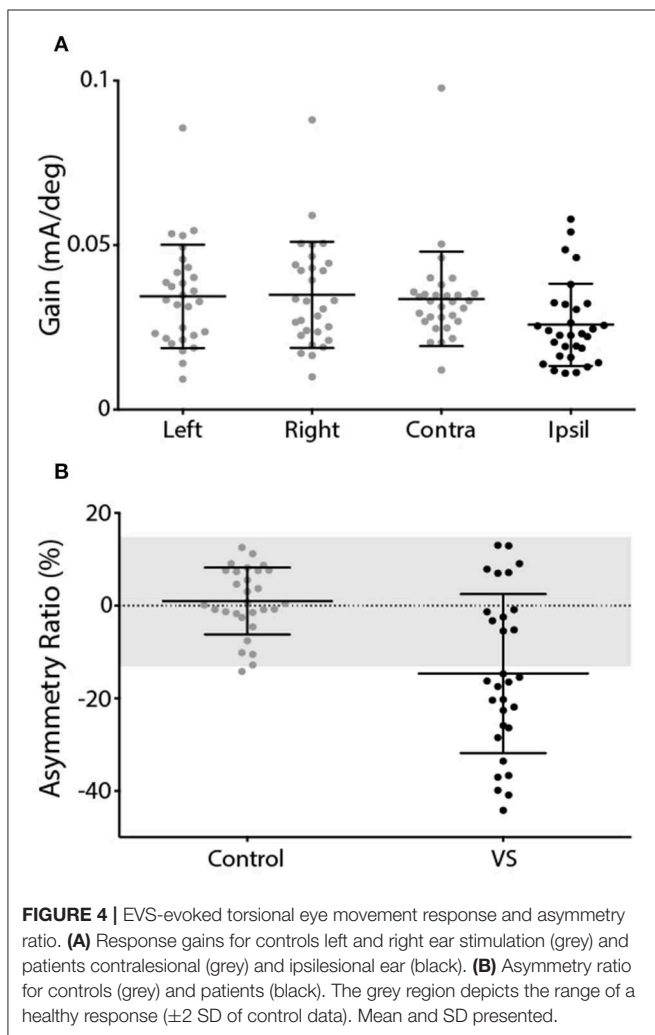 A
0.1
0.05
0
Gain (mA/deg)
Left Right Contra Ipsil
B
20
0
-20
-40
Asymmetry Ratio (%)
Control VS
FIGURE 4 | EVS-evoked torsional eye movement response and asymmetry
ratio. (A) Response gains for controls left and right ear stimulation (grey) and
patients contralesional (grey) and ipsilesional ear (black). (B) Asymmetry ratio
for controls (grey) and patients (black). The grey region depicts the range of a
healthy response (±2 SD of control data). Mean and SD presented.